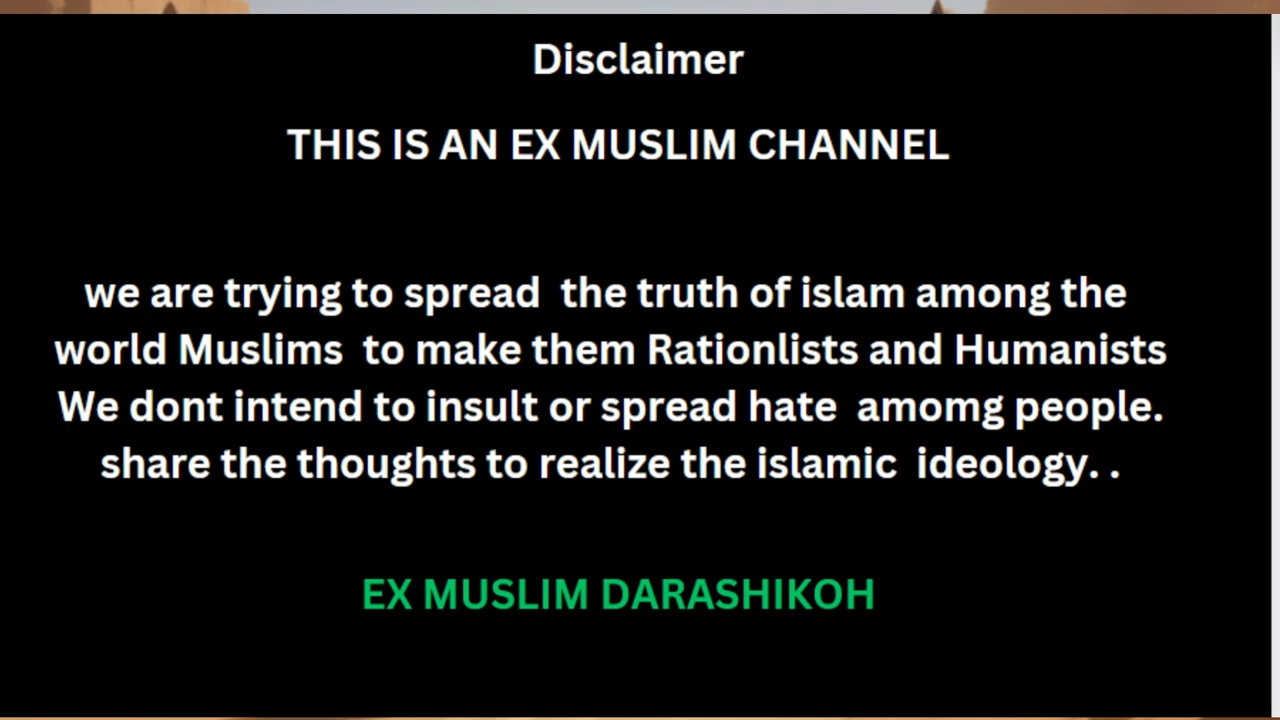 Disclaimer
THIS IS AN EX MUSLIM CHANNEL
we are trying to spread the truth of islam among the
world Muslims to make them Rationlists and Humanists
We dont intend to insult or spread hate amomg people.
share the thoughts to realize the islamic ideology. .
EX MUSLIM DARASHIKOH